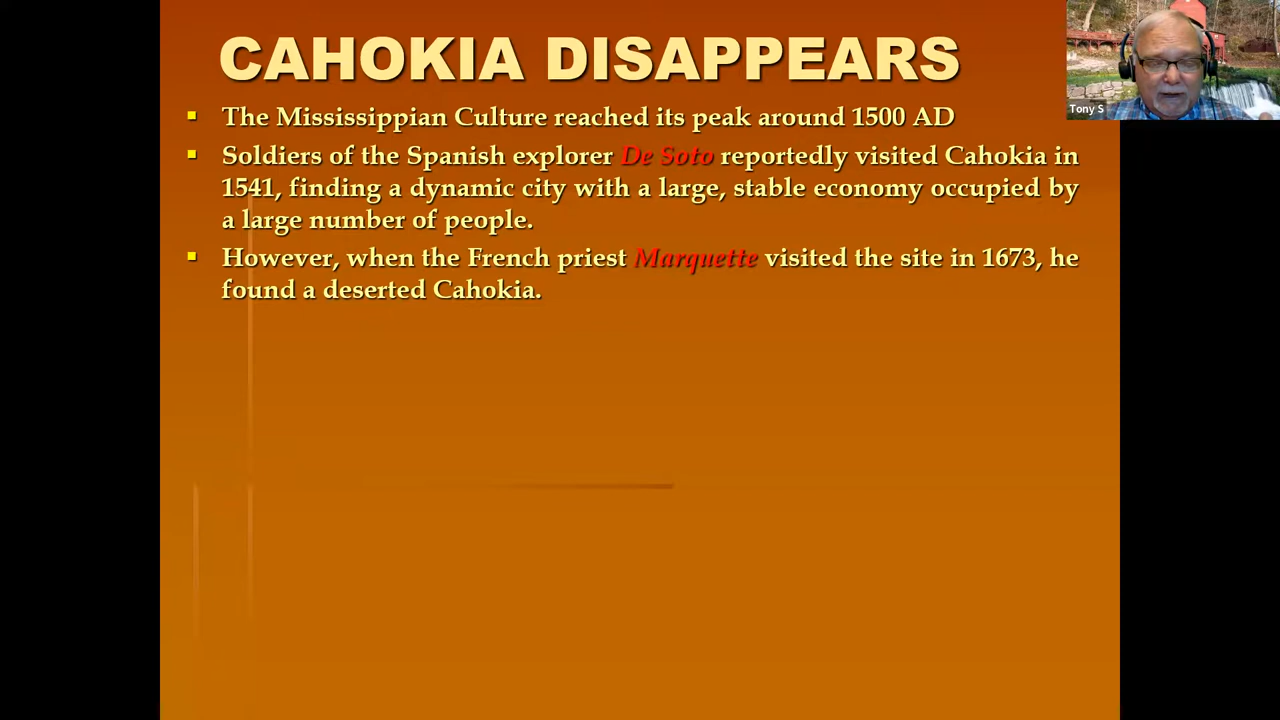 CAHOKIA DISAPPEARS
The Mississippian Culture reached its peak around 1500 AD
Soldiers of the Spanish explorer De Soto reportedly visited Cahokia in
1541, finding a dynamic city with a large, stable economy occupied by
a large number of people.
However, when the French priest Marquette visited the site in 1673, he
found a deserted Cahokia.
Tony S